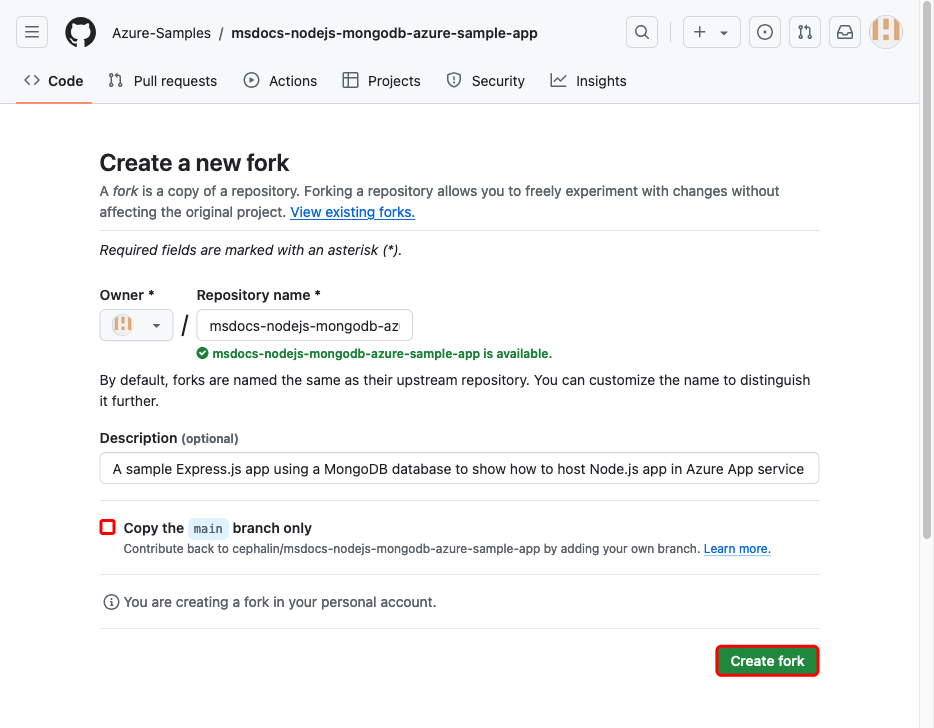 Azure-Samples / msdocs-nodejs-mongodb-azure-sample-app
Code Pull requests Actions Projects Security Insights
Create a new fork
A fork is a copy of a repository. Forking a repository allows you to freely experiment with changes without
affecting the original project. View existing forks.
Required fields are marked with an asterisk (*).
Owner * Repository name *
/ msdocs-nodejs-mongodb-az
msdocs-nodejs-mongodb-azure-sample-app is available.
By default, forks are named the same as their upstream repository. You can customize the name to distinguish
it further.
Description (optional)
A sample Express.js app using a MongoDB database to show how to host Node.js app in Azure App service
Copy the main branch only
Contribute back to cephalin/msdocs-nodejs-mongodb-azure-sample-app by adding your own branch. Learn more.
You are creating a fork in your personal account.
Create fork